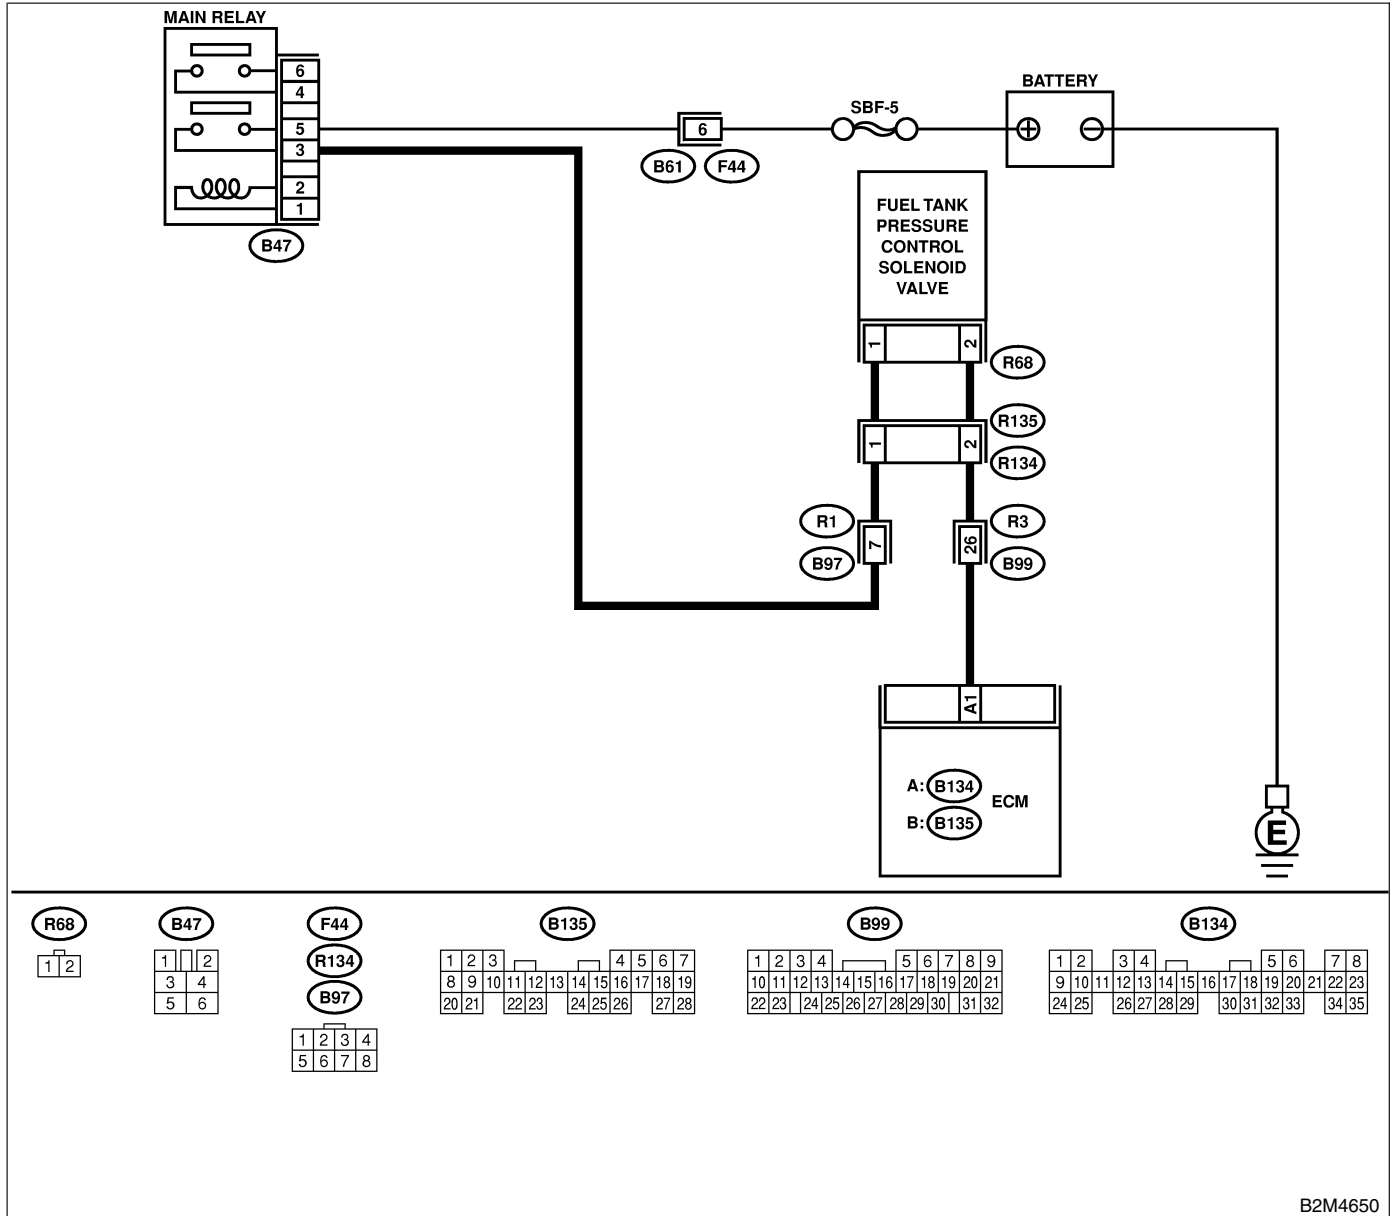 MAIN RELAY
6
4
5
3
2
1
B47
6
B61 F44
SBF-5
BATTERY
FUEL TANK
PRESSURE
CONTROL
SOLENOID
VALVE
1 2
R68
R135
1 2
R134
R1
7
B97
R3
26
B99
A1
A: B134
B: B135
ECM
E
R68
1 2
B47
1 2
3 4
5 6
F44
R134
B97
1 2 3 4
5 6 7 8
B135
1 2 3 4 5 6 7
8 9 10 11 12 13 14 15 16 17 18 19
20 21 22 23 24 25 26 27 28
B99
1 2 3 4 5 6 7 8 9
10 11 12 13 14 15 16 17 18 19 20 21
22 23 24 25 26 27 28 29 30 31 32
B134
1 2 3 4 5 6 7 8
9 10 11 12 13 14 15 16 17 18 19 20 21 22 23
24 25 26 27 28 29 30 31 32 33 34 35
B2M4650